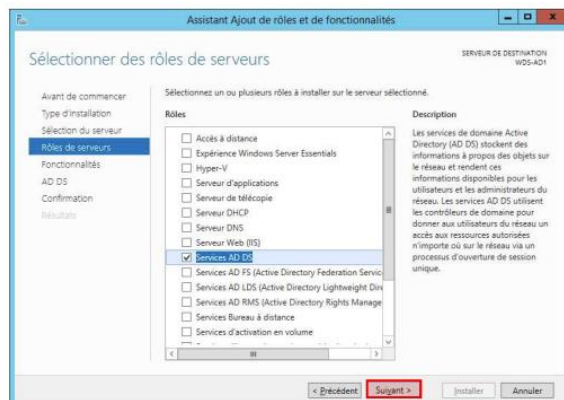 Assistant Ajout de rôles et de fonctionnalités
Sélectionner des rôles de serveurs
SERVEUR DE DESTINATION
WDS-AD1
Avant de commencer
Type d'installation
Sélection du serveur
Rôles de serveurs
Fonctionnalités
AD DS
Confirmation
Résultats
Sélectionnez un ou plusieurs rôles à installer sur le serveur sélectionné.
Rôles
Accès à distance
Expérience Windows Server Essentials
Hyper-V
Serveur d'applications
Serveur de télécopie
Serveur DHCP
Serveur DNS
Serveur Web (IIS)
Services AD DS
Services AD FS (Active Directory Federation Servic
Services AD LDS (Active Directory Lightweight Dire
Services AD RMS (Active Directory Rights Manage
Services Bureau à distance
Services d'activation en volume
Description
Les services de domaine Active
Directory (AD DS) stockent des
informations à propos des objets sur
le réseau et rendent ces
informations disponibles pour les
utilisateurs et les administrateurs du
réseau. Les services AD DS utilisent
les contrôleurs de domaine pour
donner aux utilisateurs du réseau un
accès aux ressources autorisées
n'importe où sur le réseau via un
processus d'ouverture de session
unique.
< Précédent
Suivant >
Installer
Annuler